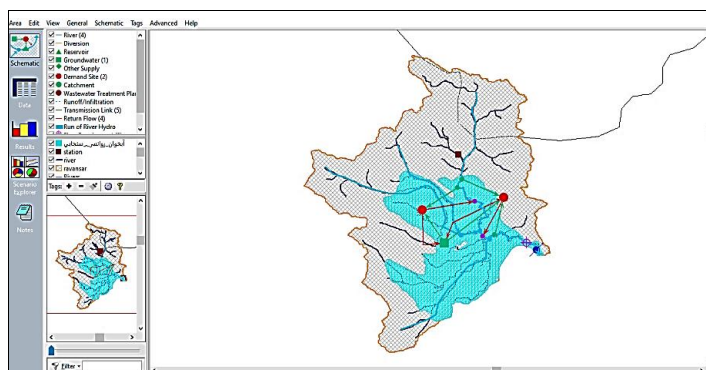 Area Edit View General Schematic Tags Advanced Help
Schematic
Data
Results
Scenario Explorer
Notes
River (4)
Diversion
Reservoir
Groundwater (1)
Other Supply
Demand Site (2)
Catchment
Wastewater Treatment Plan
Runoff/Infiltration
Transmission Link (5)
Return Flow (4)
Run of River Hydro
station
river
ravansar
Tags:
Filter